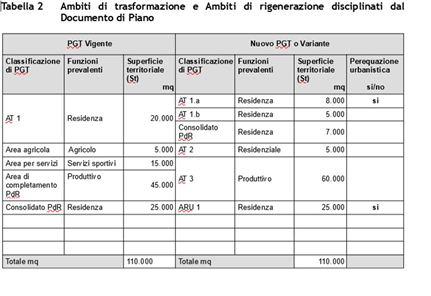 Tabella 2 Ambiti di trasformazione e Ambiti di rigenerazione disciplinati dal
Documento di Piano
PGT Vigente Nuovo PGT o Variante
Classificazione di PGT Funzioni prevalenti Superficie territoriale (St) mq Classificazione di PGT Funzioni prevalenti Superficie territoriale (St) mq Perequazione urbanistica si/no
AT 1 Residenza 20.000 AT 1.a Residenza 8.000 si
AT 1.b Residenza 5.000
Consolidato PdR Residenza 7.000
Area agricola Agricolo 5.000 AT 2 Residenziale 5.000
Area per servizi Servizi sportivi 15.000 AT 3 Produttivo 60.000
Area di completamento PdR Produttivo 45.000
Consolidato PdR Residenza 25.000 ARU 1 Residenza 25.000 si
Totale mq 110.000 Totale mq 110.000